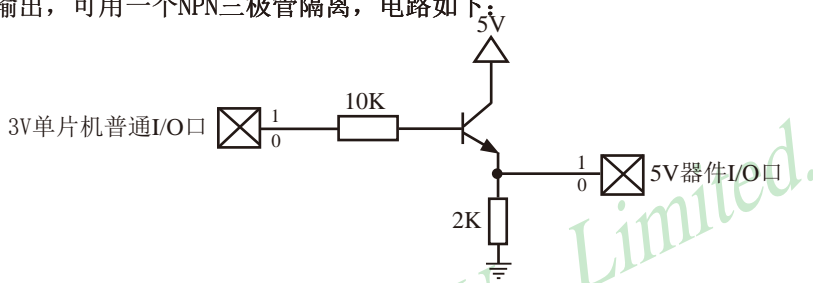 输出，可用一个NPN三极管隔离，电路如下：
5V
10K
3V单片机普通I/O口
1
0
1
0
5V器件I/O口
2K
Limited.